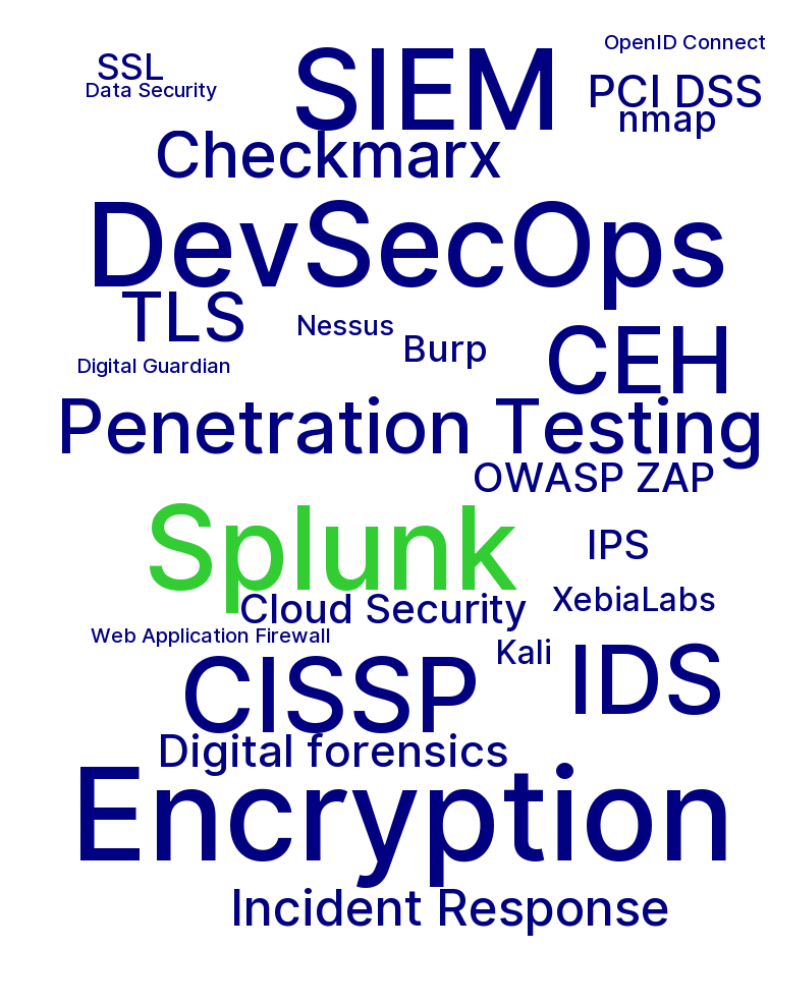 OpenID Connect
SSL
SIEM
PCI DSS
Data Security
nmap
Checkmarx
DevSecOps
TLS
Nessus
Burp
CEH
Digital Guardian
Penetration Testing
OWASP ZAP
Splunk
IPS
Cloud Security
XebiaLabs
Web Application Firewall
Kali
IDS
CISSP
Digital forensics
Encryption
Incident Response